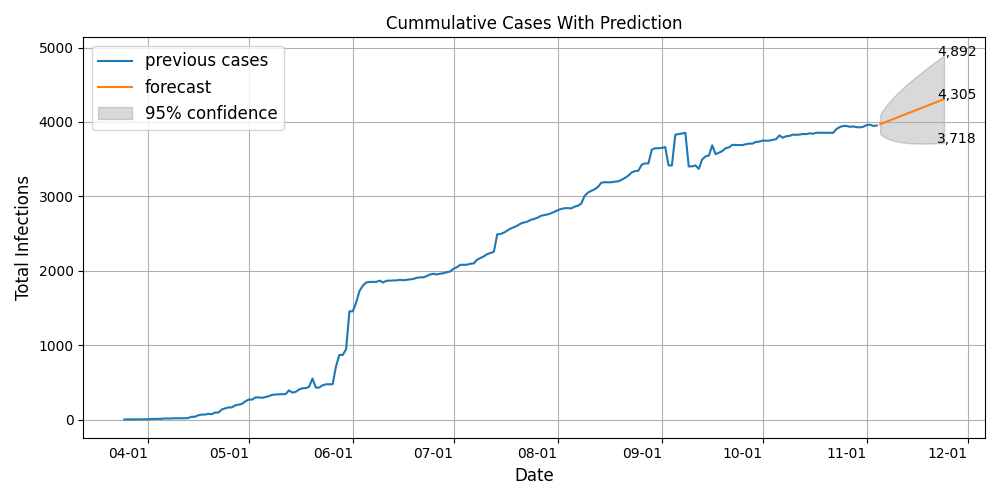 Cummulative Cases With Prediction
previous cases
forecast
95% confidence
4,892
4,305
3,718
5000
4000
3000
2000
1000
0
Total Infections
04-01 05-01 06-01 07-01 08-01 09-01 10-01 11-01 12-01
Date